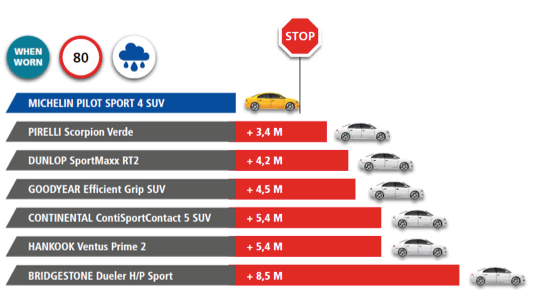 STOP
WHEN
WORN
80
MICHELIN PILOT SPORT 4 SUV
PIRELLI Scorpion Verde + 3,4 M
DUNLOP SportMaxx RT2 + 4,2 M
GOODYEAR Efficient Grip SUV + 4,5 M
CONTINENTAL ContiSportContact 5 SUV + 5,4 M
HANKOOK Ventus Prime 2 + 5,4 M
BRIDGESTONE Dueler H/P Sport + 8,5 M